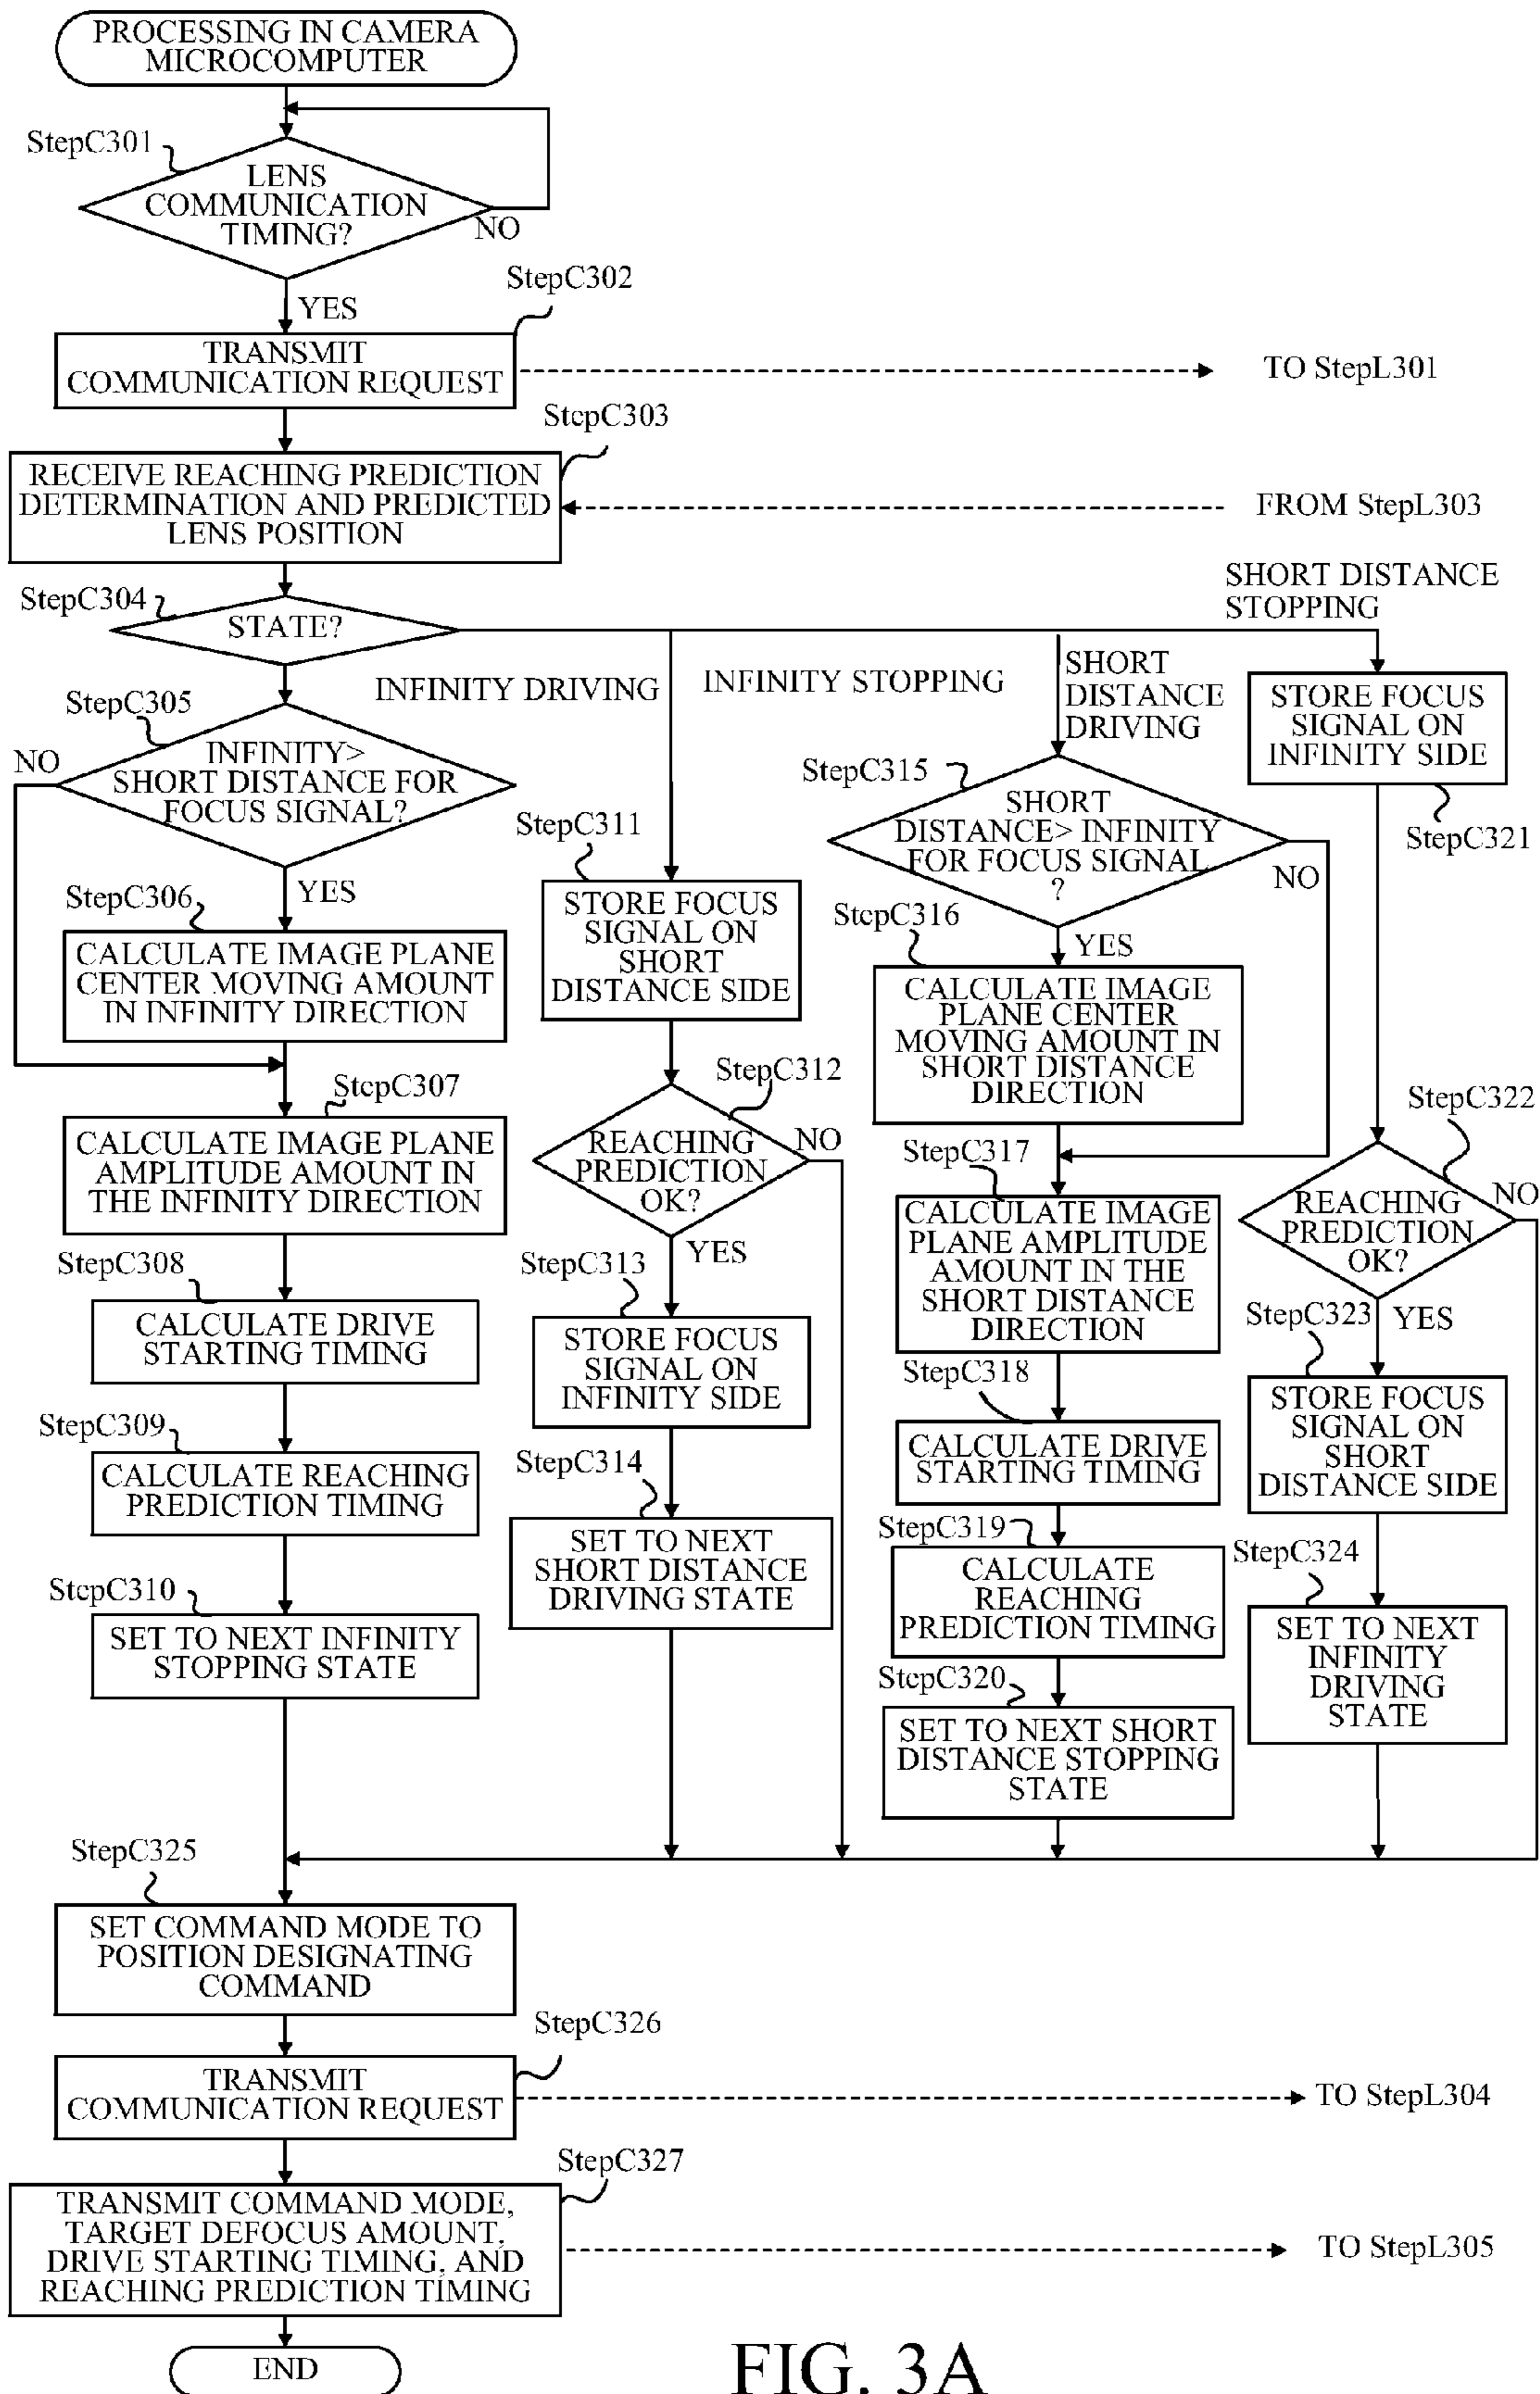 PROCESSING IN CAMERA
MICROCOMPUTER
StepC301
LENS
COMMUNICATION
TIMING?
NO
YES
StepC302
TRANSMIT
COMMUNICATION REQUEST
TO StepL301
StepC303
RECEIVE REACHING PREDICTION
DETERMINATION AND PREDICTED
LENS POSITION
FROM StepL303
StepC304
STATE?
INFINITY DRIVING
INFINITY STOPPING
SHORT
DISTANCE
DRIVING
SHORT DISTANCE
STOPPING
StepC305
INFINITY>
SHORT DISTANCE FOR
FOCUS SIGNAL?
NO
YES
StepC306
CALCULATE IMAGE PLANE
CENTER MOVING AMOUNT
IN INFINITY DIRECTION
StepC307
CALCULATE IMAGE PLANE
AMPLITUDE AMOUNT IN
THE INFINITY DIRECTION
StepC308
CALCULATE DRIVE
STARTING TIMING
StepC309
CALCULATE REACHING
PREDICTION TIMING
StepC310
SET TO NEXT INFINITY
STOPPING STATE
StepC311
STORE FOCUS
SIGNAL ON
SHORT
DISTANCE SIDE
StepC312
REACHING
PREDICTION
OK?
NO
YES
StepC313
STORE FOCUS
SIGNAL ON
INFINITY SIDE
StepC314
SET TO NEXT
SHORT DISTANCE
DRIVING STATE
StepC315
SHORT
DISTANCE> INFINITY
FOR FOCUS SIGNAL
?
NO
YES
StepC316
CALCULATE IMAGE
PLANE CENTER
MOVING AMOUNT IN
SHORT DISTANCE
DIRECTION
StepC317
CALCULATE IMAGE
PLANE AMPLITUDE
AMOUNT IN THE
SHORT DISTANCE
DIRECTION
StepC318
CALCULATE DRIVE
STARTING TIMING
StepC319
CALCULATE
REACHING
PREDICTION TIMING
StepC320
SET TO NEXT SHORT
DISTANCE STOPPING
STATE
STORE FOCUS
SIGNAL ON
INFINITY SIDE
StepC321
StepC322
REACHING
PREDICTION
OK?
NO
YES
StepC323
STORE FOCUS
SIGNAL ON
SHORT
DISTANCE SIDE
StepC324
SET TO NEXT
INFINITY
DRIVING
STATE
StepC325
SET COMMAND MODE TO
POSITION DESIGNATING
COMMAND
StepC326
TRANSMIT
COMMUNICATION REQUEST
TO StepL304
StepC327
TRANSMIT COMMAND MODE,
TARGET DEFOCUS AMOUNT,
DRIVE STARTING TIMING, AND
REACHING PREDICTION TIMING
TO StepL305
END
FIG. 3A